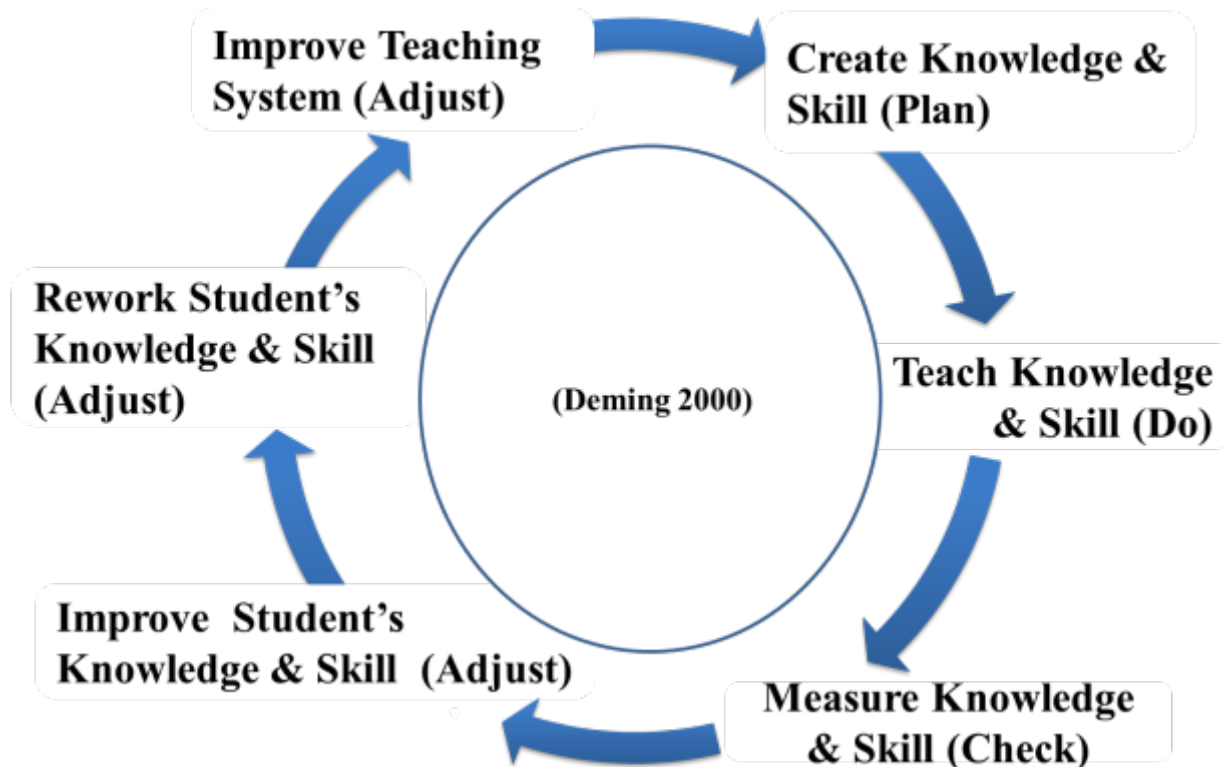 Improve Teaching
System (Adjust)
Create Knowledge &
Skill (Plan)
Teach Knowledge
& Skill (Do)
Measure Knowledge
& Skill (Check)
Improve  Student’s
Knowledge & Skill  (Adjust)
Rework Student’s
Knowledge & Skill
(Adjust)
(Deming 2000)